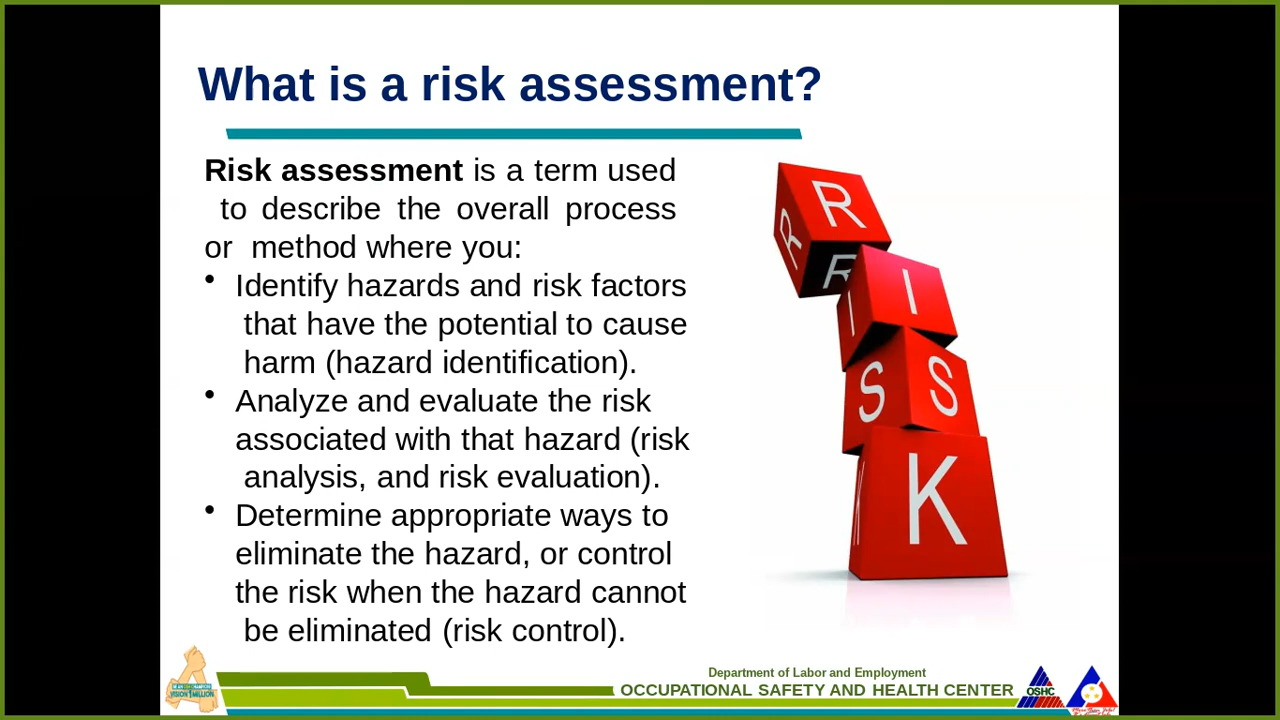 What is a risk assessment?
Risk assessment is a term used
to describe the overall process
or method where you:
• Identify hazards and risk factors
that have the potential to cause
harm (hazard identification).
• Analyze and evaluate the risk
associated with that hazard (risk
analysis, and risk evaluation).
• Determine appropriate ways to
eliminate the hazard, or control
the risk when the hazard cannot
be eliminated (risk control).
R
R
R
I
I
S
S
K
K
VISION 1 MILLION
Department of Labor and Employment
OCCUPATIONAL SAFETY AND HEALTH CENTER
OSHC